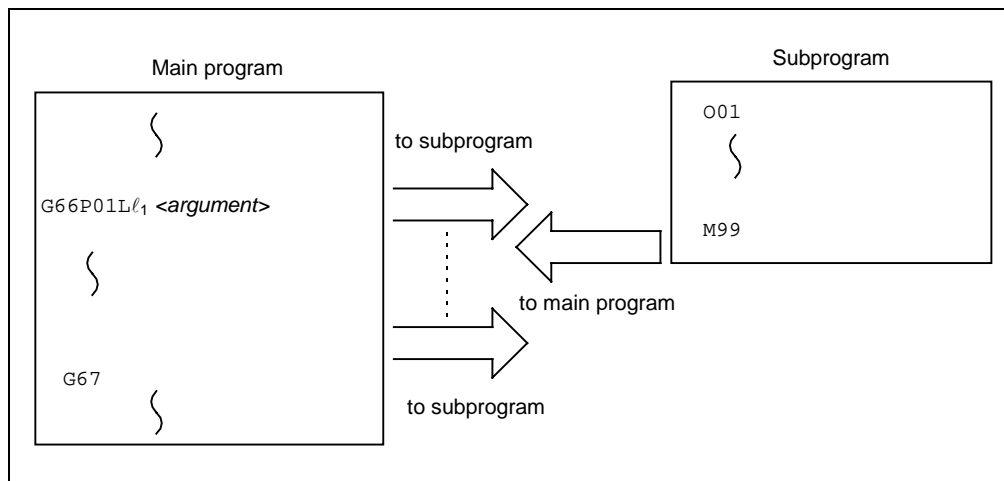 Main program
G66P01Lℓ₁ <argument>
G67
to subprogram
to main program
to subprogram
Subprogram
O01
M99